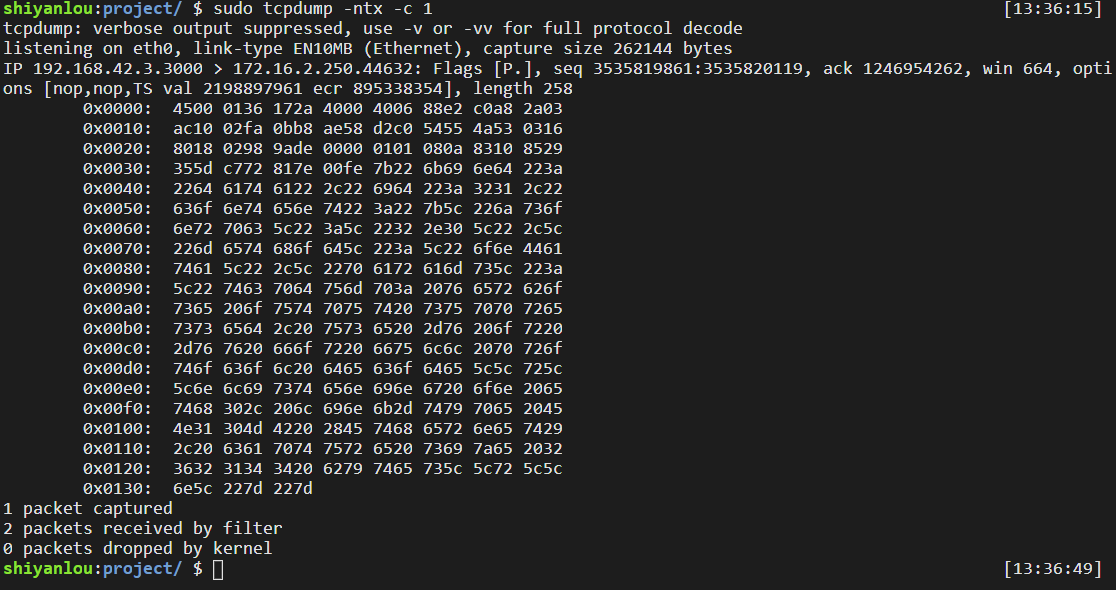 shiyanlou:project/ $ sudo tcpdump -ntx -c 1 [13:36:15]
tcpdump: verbose output suppressed, use -v or -vv for full protocol decode
listening on eth0, link-type EN10MB (Ethernet), capture size 262144 bytes
IP 192.168.42.3.3000 > 172.16.2.250.44632: Flags [P.], seq 3535819861:3535820119, ack 1246954262, win 664, opti
ons [nop,nop,TS val 2198897961 ecr 895338354], length 258
0x0000: 4500 0136 172a 4000 4006 88e2 c0a8 2a03
0x0010: ac10 02fa 0bb8 ae58 d2c0 5455 4a53 0316
0x0020: 8018 0298 9ade 0000 0101 080a 8310 8529
0x0030: 355d c772 817e 00fe 7b22 6b69 6e64 223a
0x0040: 2264 6174 6122 2c22 6964 223a 3231 2c22
0x0050: 636f 6e74 656e 7422 3a22 7b5c 226a 736f
0x0060: 6e72 7063 5c22 3a5c 2232 2e30 5c22 2c5c
0x0070: 226d 6574 686f 645c 223a 5c22 6f6e 4461
0x0080: 7461 5c22 2c5c 2270 6172 616d 735c 223a
0x0090: 5c22 7463 7064 756d 703a 2076 6572 626f
0x00a0: 7365 206f 7574 7075 7420 7375 7070 7265
0x00b0: 7373 6564 2c20 7573 6520 2d76 206f 7220
0x00c0: 2d76 7620 666f 7220 6675 6c6c 2070 726f
0x00d0: 746f 636f 6c20 6465 636f 6465 5c5c 725c
0x00e0: 5c6e 6c69 7374 656e 696e 6720 6f6e 2065
0x00f0: 7468 302c 206c 696e 6b2d 7479 7065 2045
0x0100: 4e31 304d 4220 2845 7468 6572 6e65 7429
0x0110: 2c20 6361 7074 7572 6520 7369 7a65 2032
0x0120: 3632 3134 3420 6279 7465 735c 5c72 5c5c
0x0130: 6e5c 227d 227d
1 packet captured
2 packets received by filter
0 packets dropped by kernel
shiyanlou:project/ $ [13:36:49]